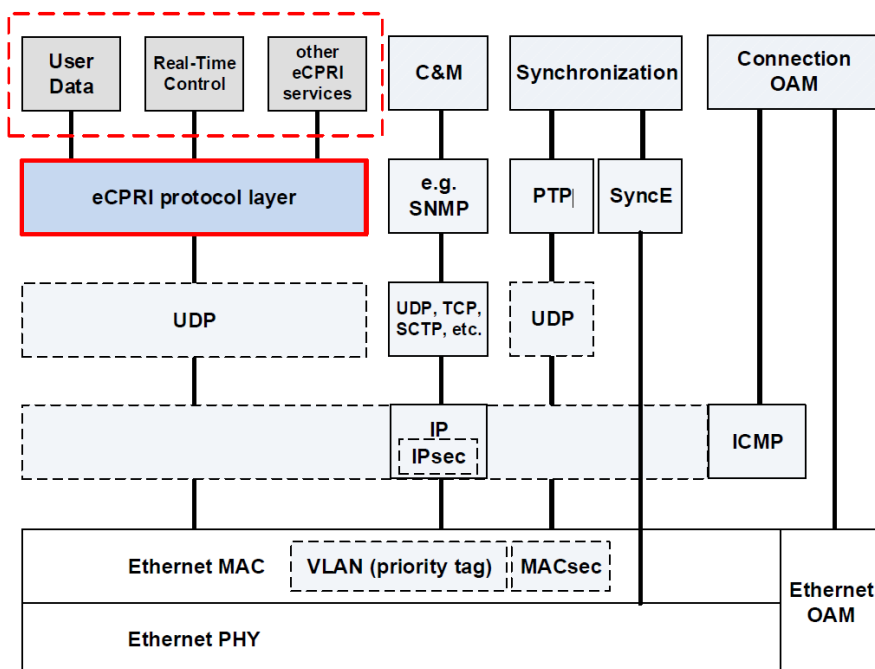 User
Data
Real-Time
Control
other
eCPRI
services
C&M
Synchronization
Connection
OAM
eCPRI protocol layer
e.g.
SNMP
PTP
SyncE
UDP
UDP, TCP,
SCTP, etc.
UDP
IP
IPsec
ICMP
Ethernet MAC
VLAN (priority tag)
MACsec
Ethernet
OAM
Ethernet PHY